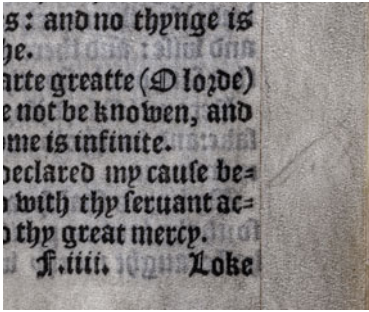 s: and no thynge is
he.
arte greatte (O lorde)
e not be knowen, and
ome is infinite.
declared my cauſe be=
with thy ſeruant ac=
thy great mercy.
F.iiii. Loke